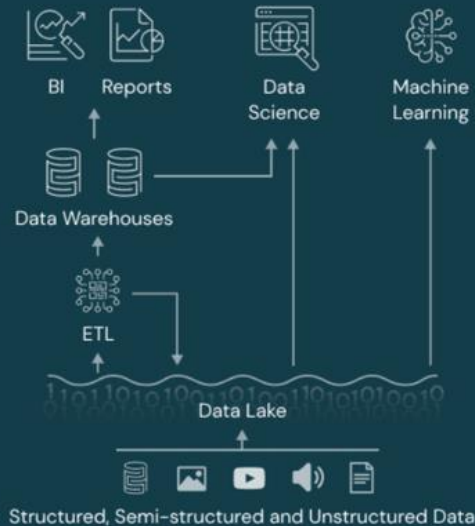 BI Reports Data Science Machine Learning
Data Warehouses
ETL
Data Lake
Structured, Semi-structured and Unstructured Data